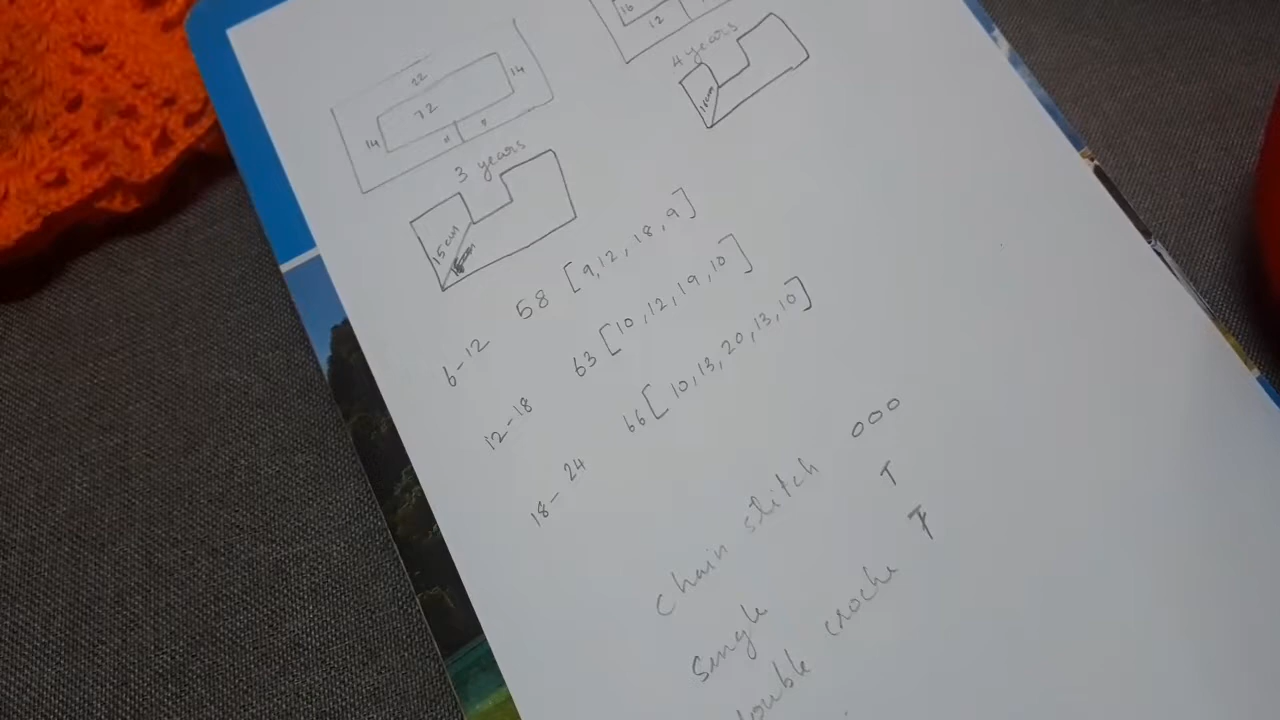 16
12
22
14
72
14
4 years
18cm
3 years
15cm
6-12 58 [9,12,18,9]
12-18 63 [10,12,19,10]
18-24 66 [10,13,20,13,10]
chain stitch ooo
Single T
double croche Ŧ